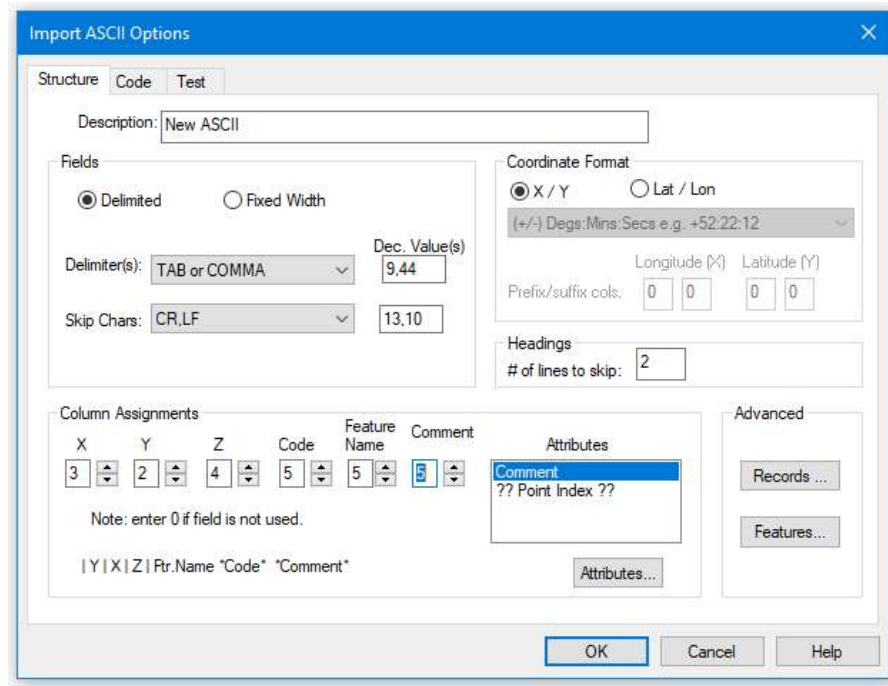 Import ASCII Options
Structure Code Test
Description: New ASCII
Fields
Delimited Fixed Width
Dec. Value(s)
Delimiter(s): TAB or COMMA 9,44
Skip Chars: CR,LF 13,10
Coordinate Format
X / Y Lat / Lon
(+/-) Degs:Mins:Secs e.g. +52:22:12
Longitude (X) Latitude (Y)
Prefix/suffix cols. 0 0 0 0
Headings
# of lines to skip: 2
Column Assignments
X Y Z Code Feature Name Comment
3 2 4 5 5 5
Note: enter 0 if field is not used.
| Y | X | Z | Ftr.Name *Code* *Comment*
Attributes
Comment
?? Point Index ??
Attributes...
Advanced
Records ...
Features...
OK Cancel Help